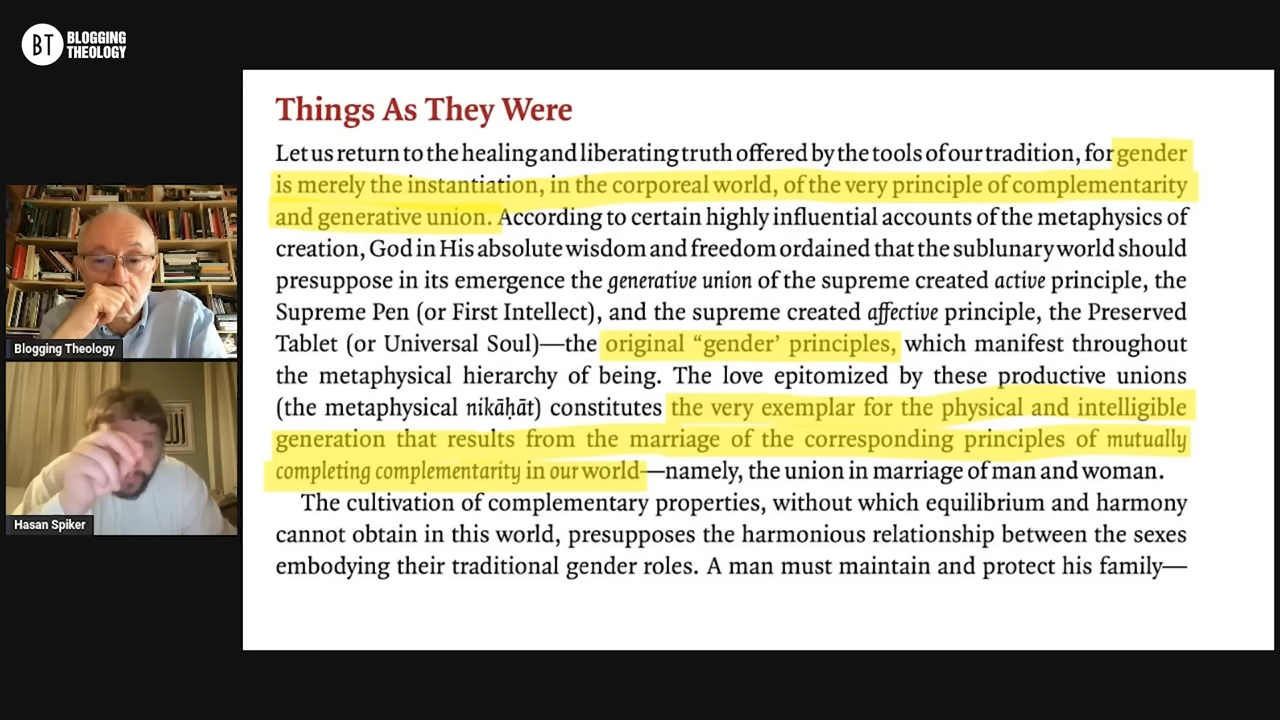 BT BLOGGING
THEOLOGY
Things As They Were
Let us return to the healing and liberating truth offered by the tools of our tradition, for gender
is merely the instantiation, in the corporeal world, of the very principle of complementarity
and generative union. According to certain highly influential accounts of the metaphysics of
creation, God in His absolute wisdom and freedom ordained that the sublunary world should
presuppose in its emergence the generative union of the supreme created active principle, the
Supreme Pen (or First Intellect), and the supreme created affective principle, the Preserved
Tablet (or Universal Soul)—the original “gender’ principles, which manifest throughout
the metaphysical hierarchy of being. The love epitomized by these productive unions
(the metaphysical nikāḥāt) constitutes the very exemplar for the physical and intelligible
generation that results from the marriage of the corresponding principles of mutually
completing complementarity in our world—namely, the union in marriage of man and woman.
The cultivation of complementary properties, without which equilibrium and harmony
cannot obtain in this world, presupposes the harmonious relationship between the sexes
embodying their traditional gender roles. A man must maintain and protect his family—
Blogging Theology
Hasan Spiker